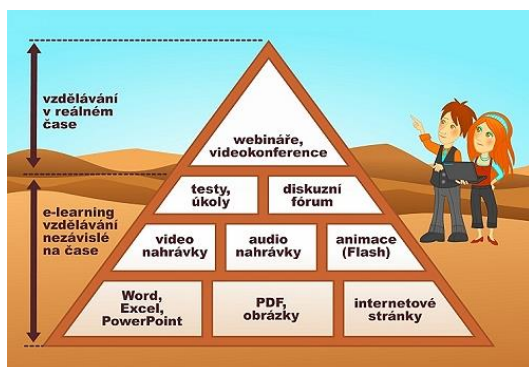 vzdělávání
v reálném
čase
webináře,
videokonference
testy,
úkoly
diskuzní
fórum
e-learning
vzdělávání
nezávislé
na čase
video
nahrávky
audio
nahrávky
animace
(Flash)
Word,
Excel,
PowerPoint
PDF,
obrázky
internetové
stránky